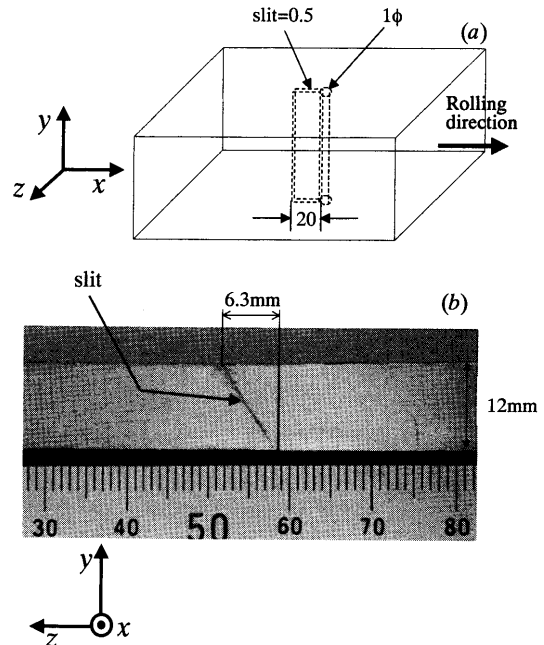 slit=0.5
1ϕ
(a)
Rolling
direction
y
z
x
20
slit
6.3mm
(b)
12mm
30 40 50 60 70 80
y
z
x